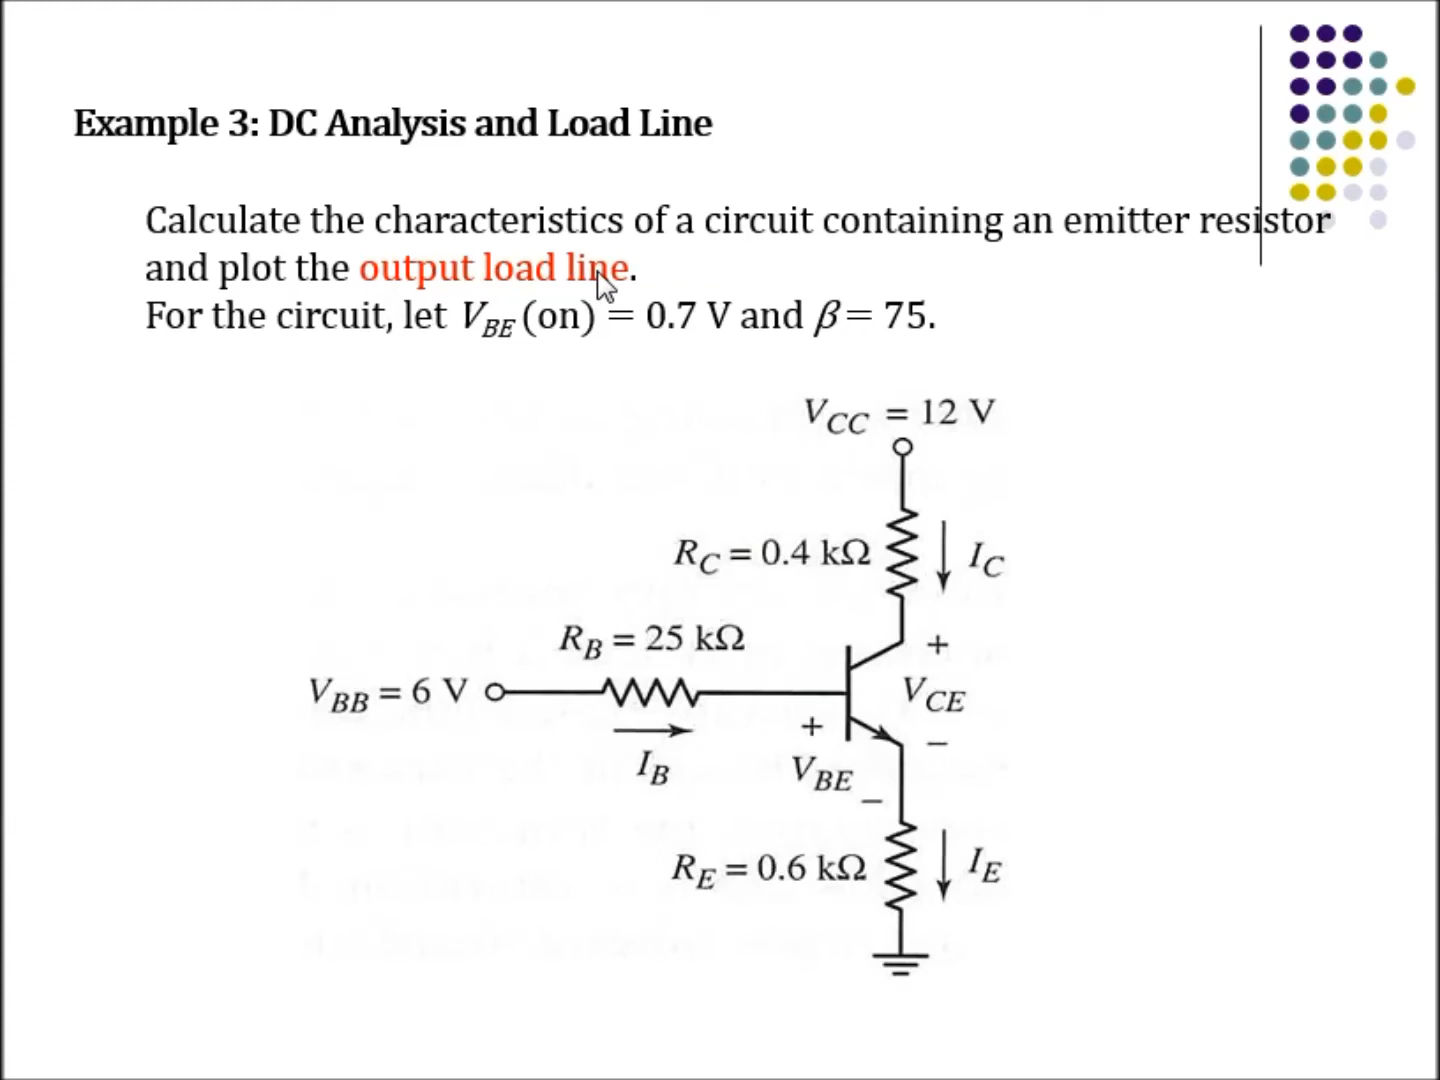 Example 3: DC Analysis and Load Line
Calculate the characteristics of a circuit containing an emitter resistor
and plot the output load line.
For the circuit, let V_BE (on) = 0.7 V and β = 75.
V_CC = 12 V
R_C = 0.4 kΩ
I_C
R_B = 25 kΩ
+
V_BB = 6 V
V_CE
+
–
I_B
V_BE
–
R_E = 0.6 kΩ
I_E